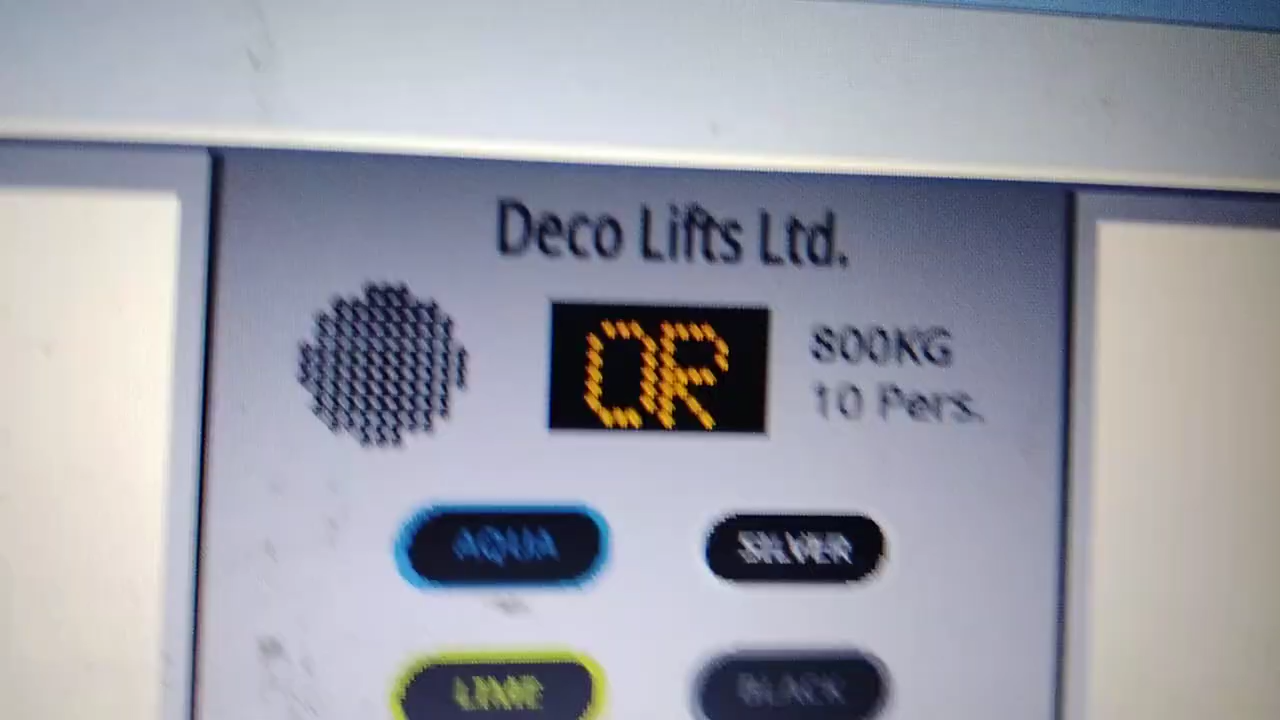 Deco Lifts Ltd.
OR
800KG
10 Pers.
AQUA
SILVER
LIME
BLACK